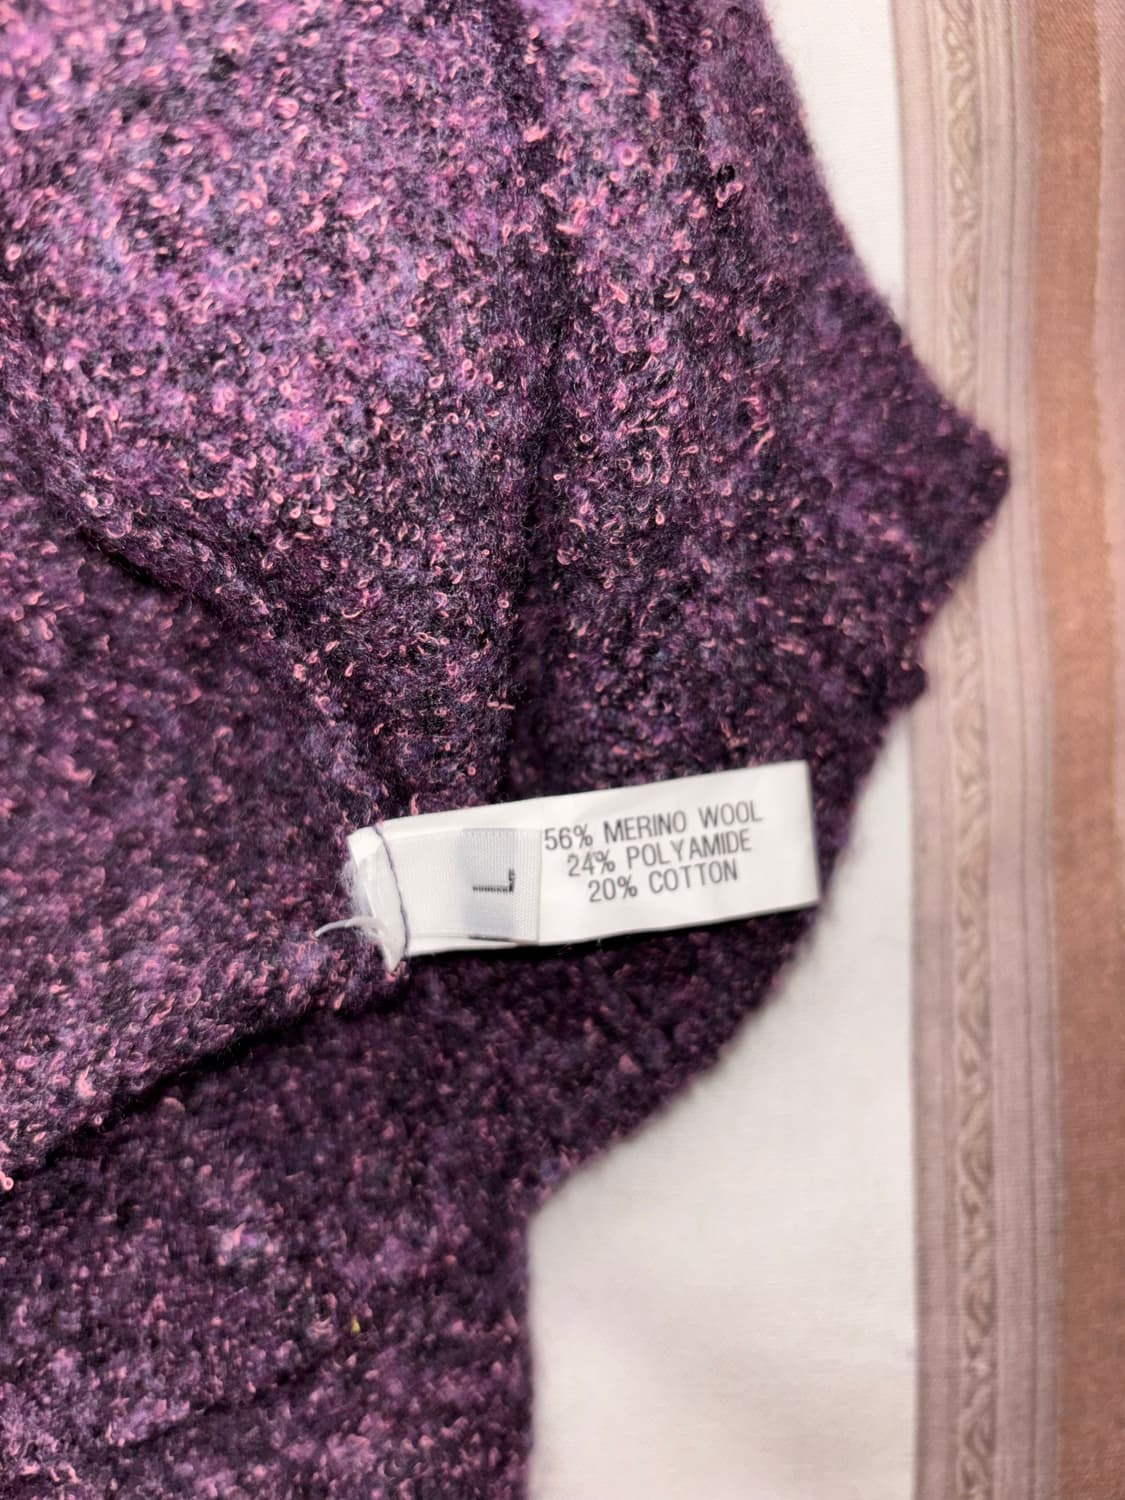 L
56% MERINO WOOL
24% POLYAMIDE
20% COTTON